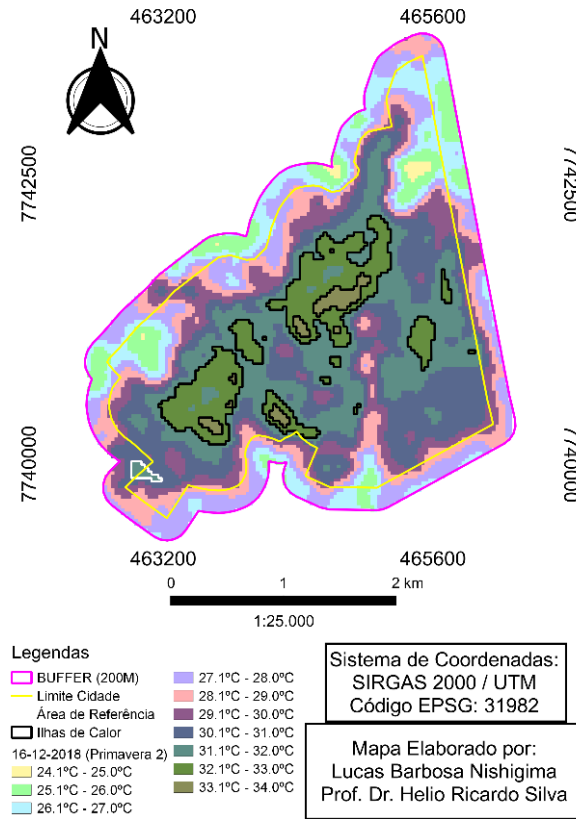 463200 465600
N
7742500 7742500
7740000 7740000
463200 465600
0 1 2 km
1:25.000
Legendas
BUFFER (200M)
Limite Cidade
Área de Referência
Ilhas de Calor
16-12-2018 (Primavera 2)
24.1ºC - 25.0ºC
25.1ºC - 26.0ºC
26.1ºC - 27.0ºC
27.1ºC - 28.0ºC
28.1ºC - 29.0ºC
29.1ºC - 30.0ºC
30.1ºC - 31.0ºC
31.1ºC - 32.0ºC
32.1ºC - 33.0ºC
33.1ºC - 34.0ºC
Sistema de Coordenadas:
SIRGAS 2000 / UTM
Código EPSG: 31982
Mapa Elaborado por:
Lucas Barbosa Nishigima
Prof. Dr. Helio Ricardo Silva